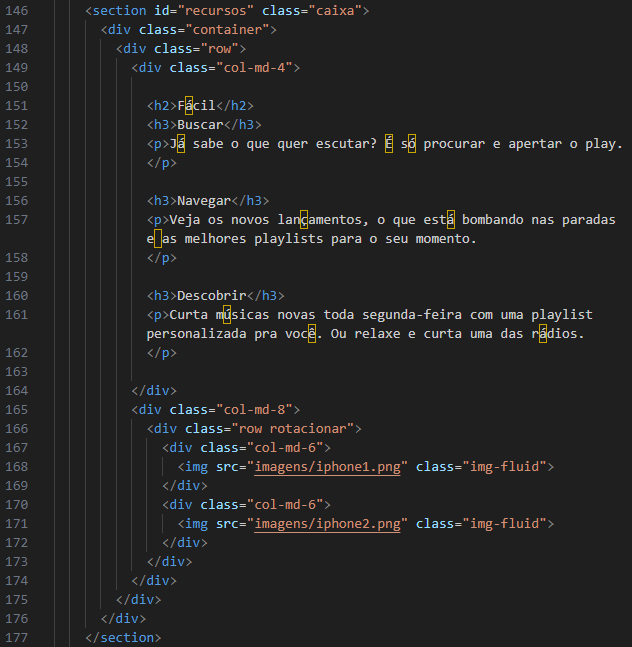 146 <section id="recursos" class="caixa">
147 <div class="container">
148 <div class="row">
149 <div class="col-md-4">
150
151 <h2>Fácil</h2>
152 <h3>Buscar</h3>
153 <p>Já sabe o que quer escutar? É só procurar e apertar o play.
154 </p>
155
156 <h3>Navegar</h3>
157 <p>Veja os novos lançamentos, o que está bombando nas paradas
e as melhores playlists para o seu momento.
158 </p>
159
160 <h3>Descobrir</h3>
161 <p>Curta músicas novas toda segunda-feira com uma playlist
personalizada pra você. Ou relaxe e curta uma das rádios.
162 </p>
163
164 </div>
165 <div class="col-md-8">
166 <div class="row rotacionar">
167 <div class="col-md-6">
168 <img src="imagens/iphone1.png" class="img-fluid">
169 </div>
170 <div class="col-md-6">
171 <img src="imagens/iphone2.png" class="img-fluid">
172 </div>
173 </div>
174 </div>
175 </div>
176 </div>
177 </section>